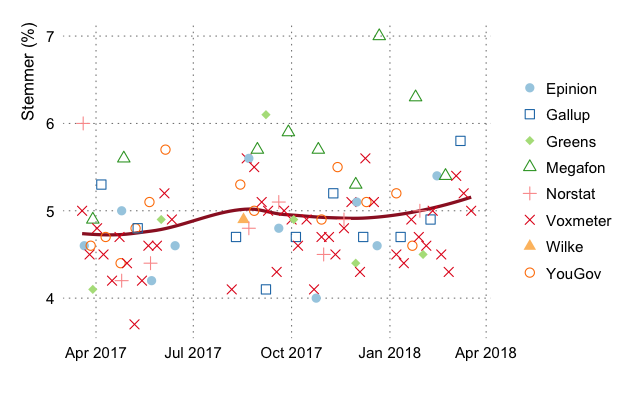 Stemmer (%)
7
6
5
4
Apr 2017
Jul 2017
Oct 2017
Jan 2018
Apr 2018
Epinion
Gallup
Greens
Megafon
Norstat
Voxmeter
Wilke
YouGov